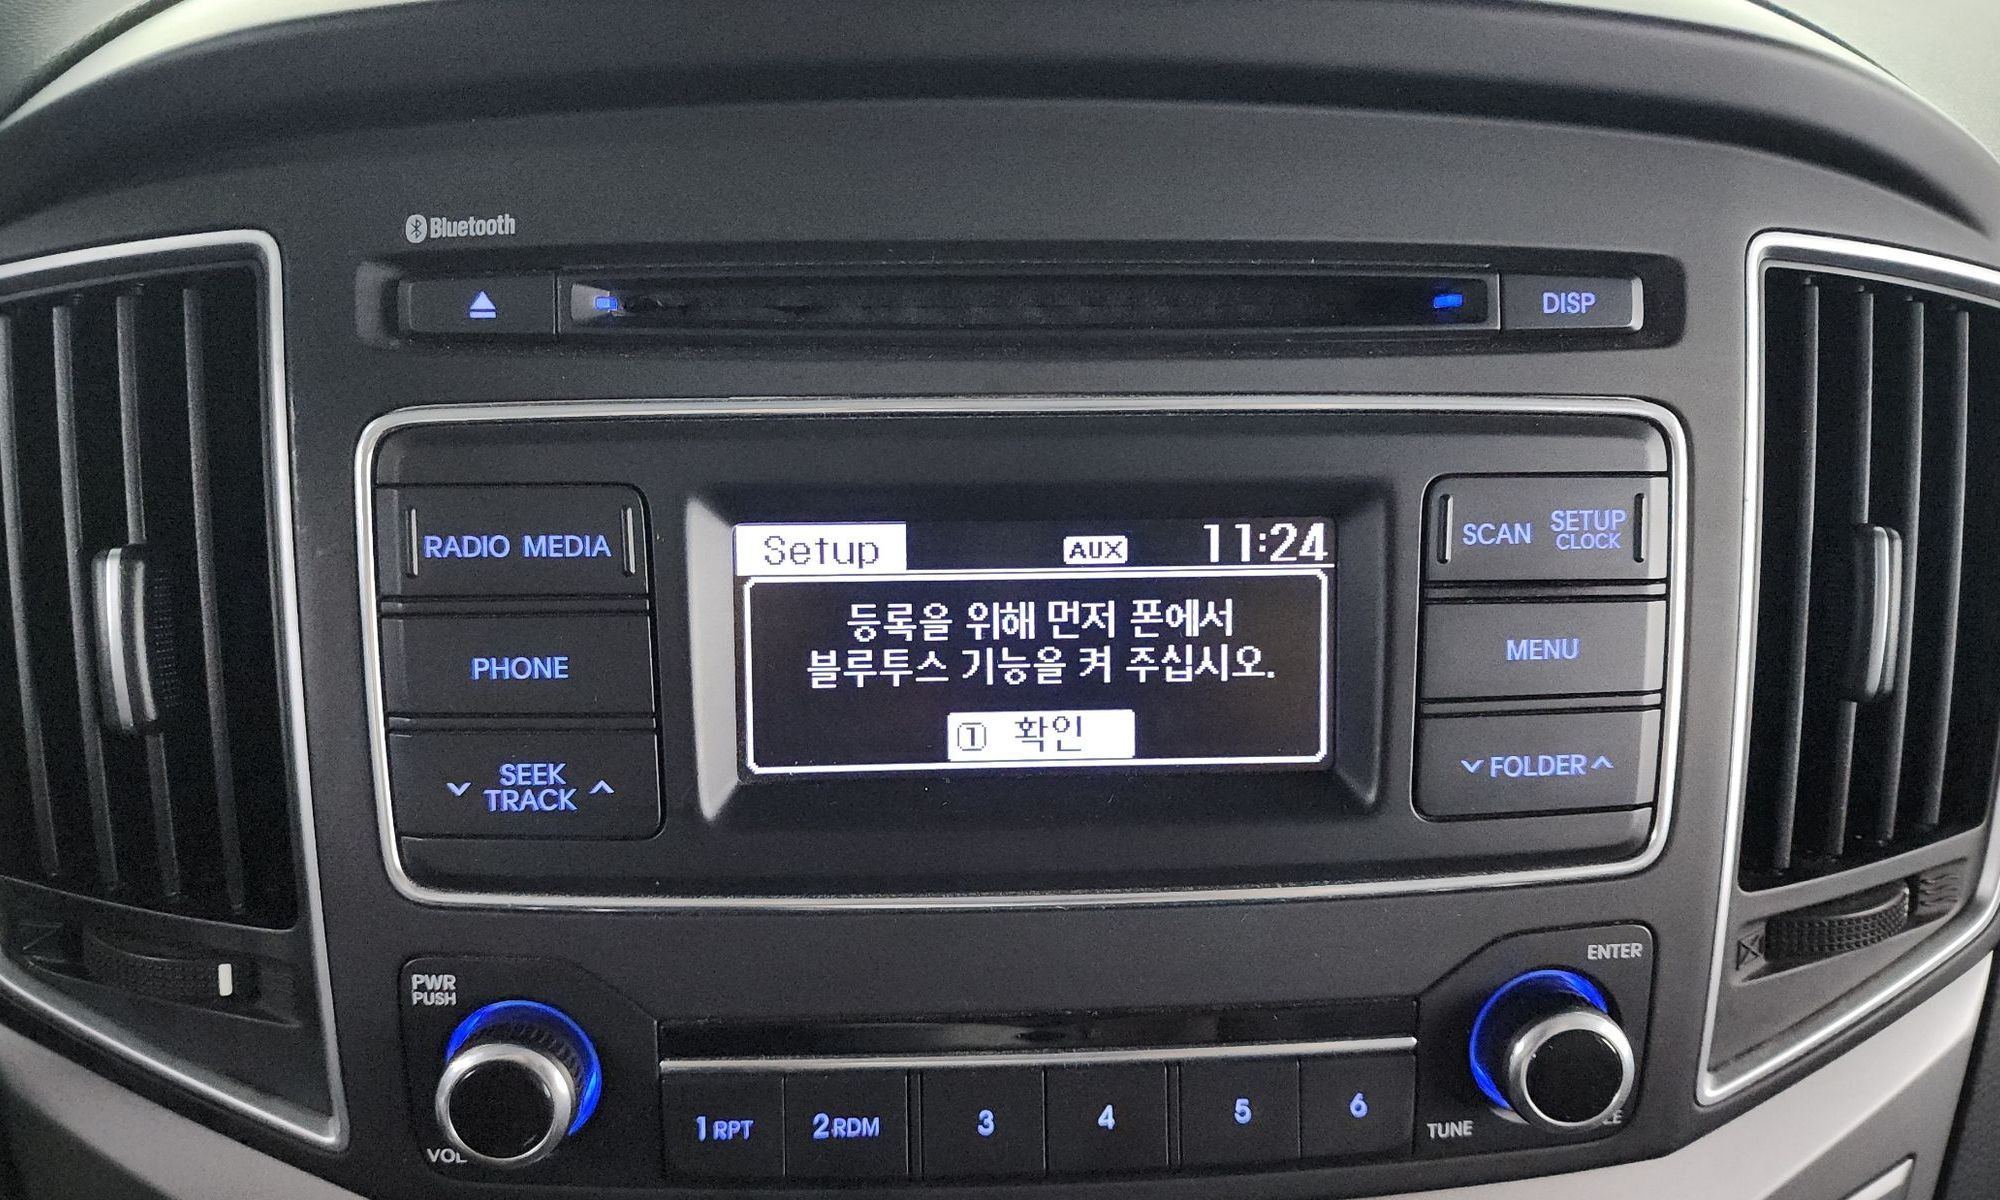 Bluetooth
DISP
RADIO MEDIA
PHONE
SEEK
TRACK
Setup AUX 11:24
등록을 위해 먼저 폰에서
블루투스 기능을 켜 주십시오.
1 확인
SCAN SETUP
CLOCK
MENU
FOLDER
PWR
PUSH
VOL
1 RPT
2 RDM
3
4
5
6
ENTER
TUNE